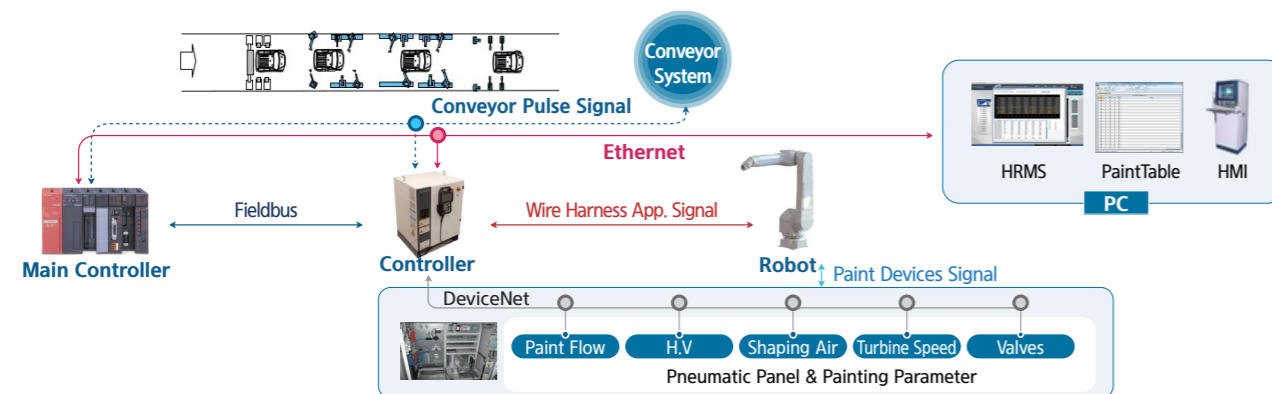 Conveyor
System
Conveyor Pulse Signal
Ethernet
HRMS
PaintTable
HMI
PC
Fieldbus
Wire Harness App. Signal
Main Controller
Controller
Robot
Paint Devices Signal
DeviceNet
Paint Flow
H.V
Shaping Air
Turbine Speed
Valves
Pneumatic Panel & Painting Parameter